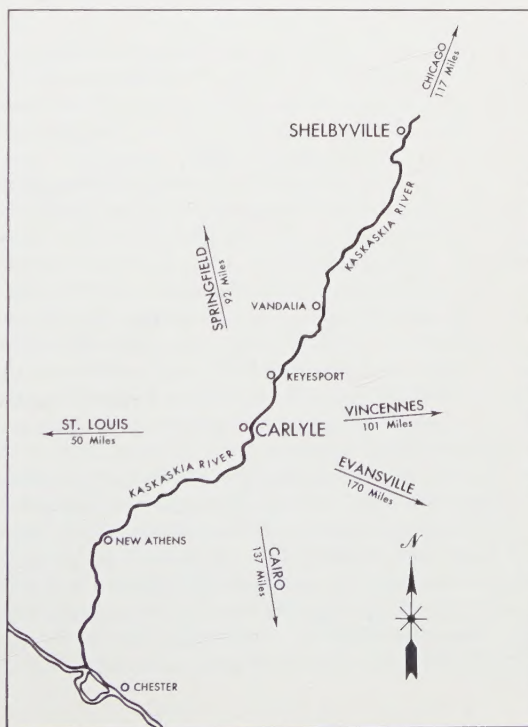 CHICAGO
117 Miles
SHELBYVILLE
KASKASKIA RIVER
SPRINGFIELD
92 Miles
VANDALIA
KEYESPORT
ST. LOUIS
50 Miles
CARLYLE
VINCENNES
101 Miles
KASKASKIA RIVER
EVANSVILLE
170 Miles
NEW ATHENS
CAIRO
137 Miles
N
CHESTER